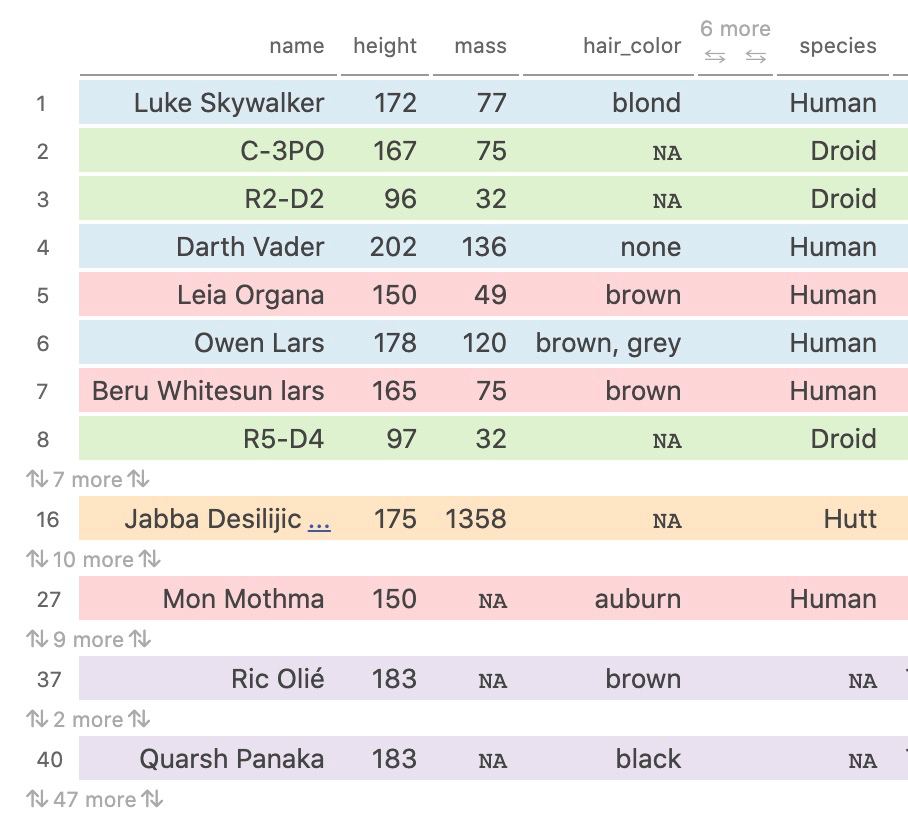 6 more
name height mass hair_color ⇆ ⇆ species
1 Luke Skywalker 172 77 blond Human
2 C-3PO 167 75 NA Droid
3 R2-D2 96 32 NA Droid
4 Darth Vader 202 136 none Human
5 Leia Organa 150 49 brown Human
6 Owen Lars 178 120 brown, grey Human
7 Beru Whitesun lars 165 75 brown Human
8 R5-D4 97 32 NA Droid
⇅ 7 more ⇅
16 Jabba Desilijic ... 175 1358 NA Hutt
⇅ 10 more ⇅
27 Mon Mothma 150 NA auburn Human
⇅ 9 more ⇅
37 Ric Olié 183 NA brown NA
⇅ 2 more ⇅
40 Quarsh Panaka 183 NA black NA
⇅ 47 more ⇅